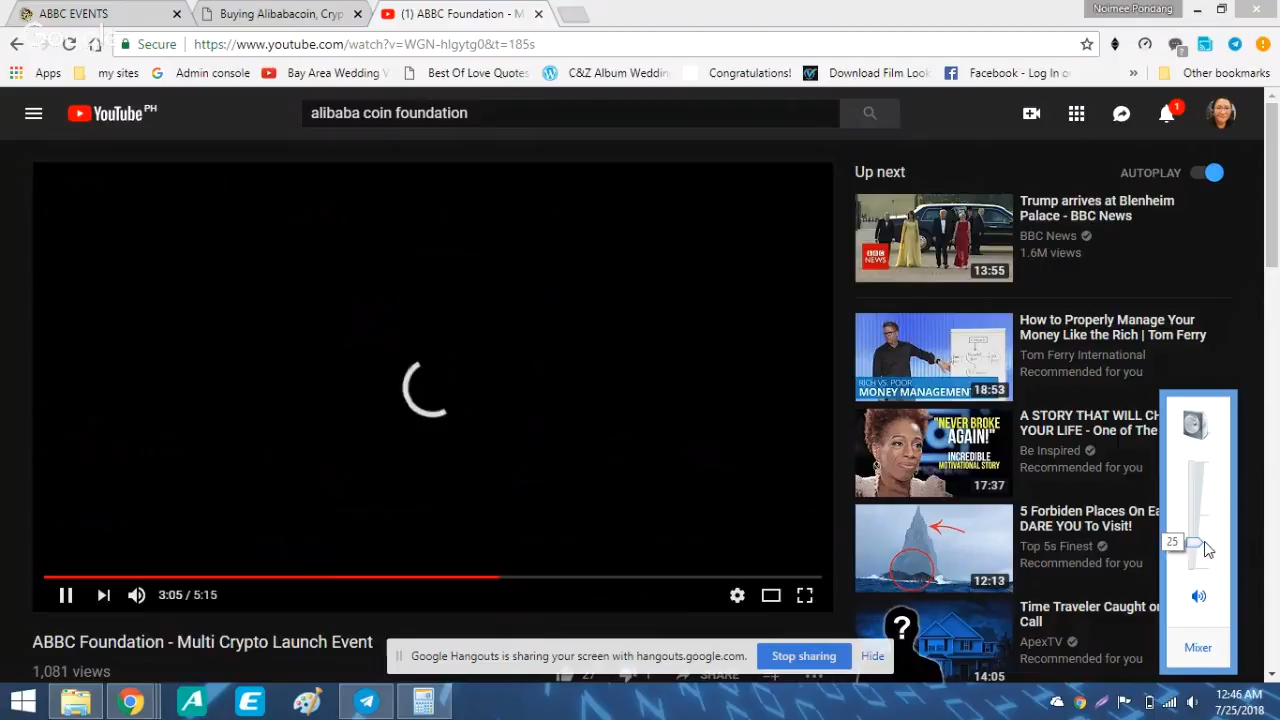 ABBC EVENTS
Buying Alibabacoin, Cryp
(1) ABBC Foundation - M
Noimee Pondang
Secure
https://www.youtube.com/watch?v=WGN-hlgytg0&t=185s
Apps
my sites
Admin console
Bay Area Wedding V
Best Of Love Quotes
C&Z Album Weddin
Congratulations!
Download Film Look
Facebook - Log In o
»
Other bookmarks
YouTube PH
alibaba coin foundation
1
Up next
AUTOPLAY
Trump arrives at Blenheim
Palace - BBC News
BBC News
1.6M views
BBC
NEWS
13:55
How to Properly Manage Your
Money Like the Rich | Tom Ferry
Tom Ferry International
Recommended for you
RICH VS. POOR
MONEY MANAGEMEN
18:53
A STORY THAT WILL CH
YOUR LIFE - One of The
Be Inspired
Recommended for you
"NEVER BROKE
AGAIN!"
INCREDIBLE
MOTIVATIONAL STORY
17:37
5 Forbidden Places On Ea
DARE YOU To Visit!
Top 5s Finest
Recommended for you
12:13
25
Time Traveler Caught o
Call
ApexTV
Recommended for you
?
14:05
Mixer
3:05 / 5:15
ABBC Foundation - Multi Crypto Launch Event
1,081 views
27
1
SHARE
Google Hangouts is sharing your screen with hangouts.google.com.
Stop sharing
Hide
12:46 AM
7/25/2018